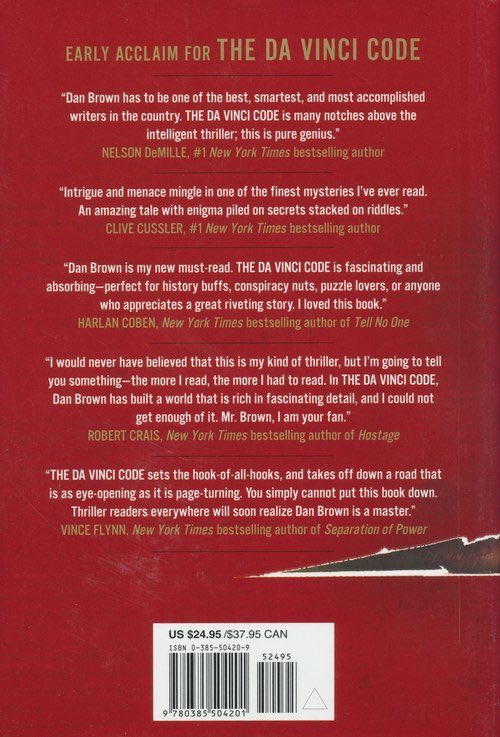 EARLY ACCLAIM FOR THE DA VINCI CODE
“Dan Brown has to be one of the best, smartest, and most accomplished
writers in the country. THE DA VINCI CODE is many notches above the
intelligent thriller; this is pure genius.”
NELSON DeMILLE, #1 New York Times bestselling author
“Intrigue and menace mingle in one of the finest mysteries I’ve ever read.
An amazing tale with enigma piled on secrets stacked on riddles.”
CLIVE CUSSLER, #1 New York Times bestselling author
“Dan Brown is my new must-read. THE DA VINCI CODE is fascinating and
absorbing—perfect for history buffs, conspiracy nuts, puzzle lovers, or anyone
who appreciates a great riveting story. I loved this book.”
HARLAN COBEN, New York Times bestselling author of Tell No One
“I would never have believed that this is my kind of thriller, but I’m going to tell
you something—the more I read, the more I had to read. In THE DA VINCI CODE,
Dan Brown has built a world that is rich in fascinating detail, and I could not
get enough of it. Mr. Brown, I am your fan.”
ROBERT CRAIS, New York Times bestselling author of Hostage
“THE DA VINCI CODE sets the hook-of-all-hooks, and takes off down a road that
is as eye-opening as it is page-turning. You simply cannot put this book down.
Thriller readers everywhere will soon realize Dan Brown is a master.”
VINCE FLYNN, New York Times bestselling author of Separation of Power
US $24.95/$37.95 CAN
ISBN 0-385-50420-9
52495
9 780385 504201